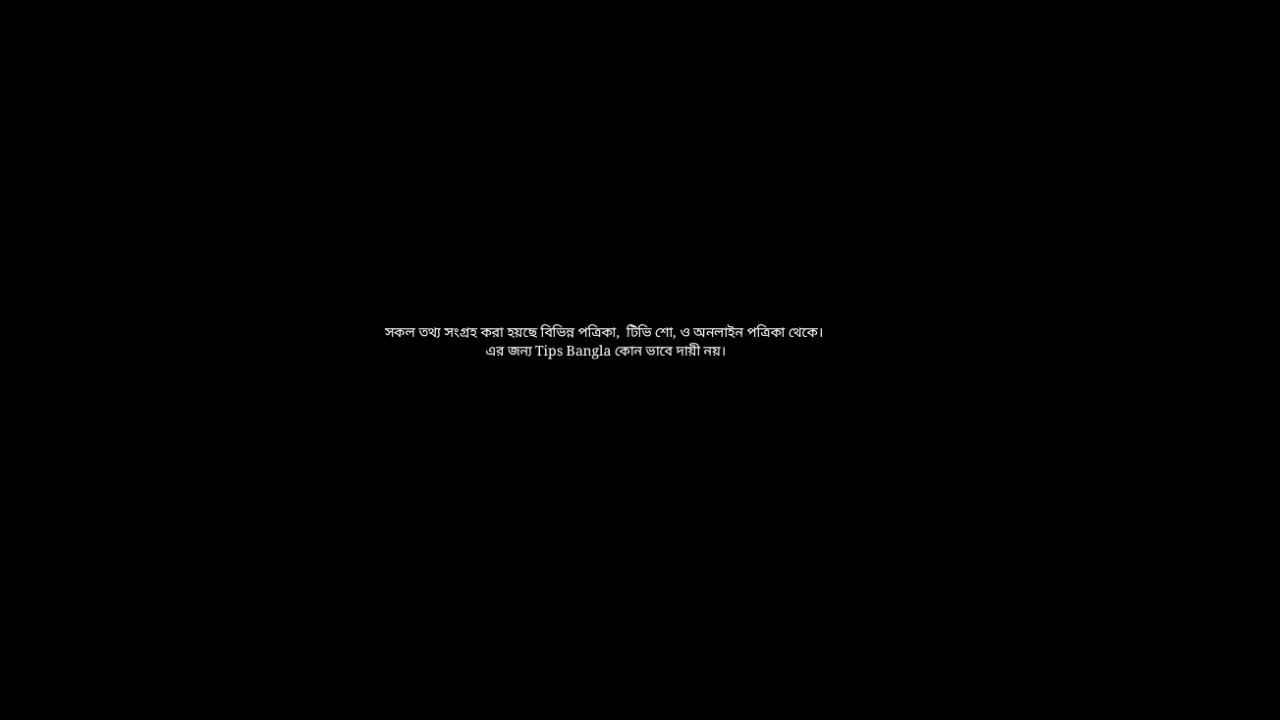 সকল তথ্য সংগ্রহ করা হয়ছে বিভিন্ন পত্রিকা, টিভি শো, ও অনলাইন পত্রিকা থেকে।
এর জন্য Tips Bangla কোন ভাবে দায়ী নয়।